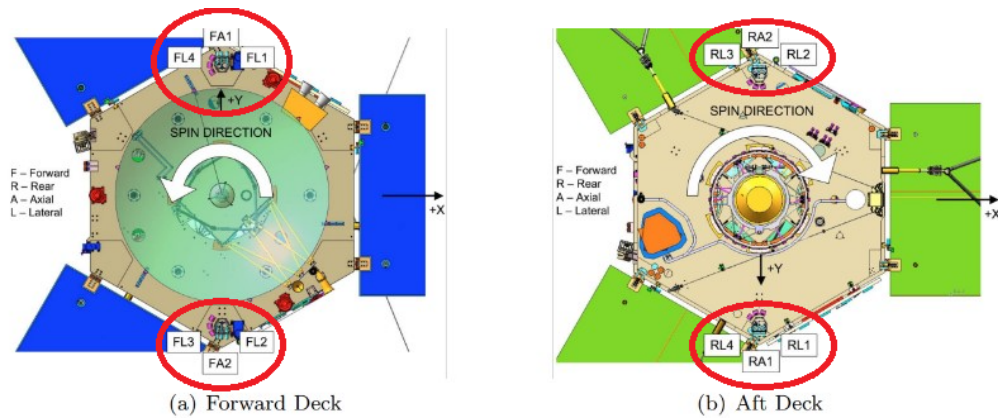 FA1
FL4 FL1
+Y
SPIN DIRECTION
F – Forward
R – Rear
A – Axial
L – Lateral
+X
FL3 FL2
FA2
(a) Forward Deck
RA2
RL3 RL2
SPIN DIRECTION
F – Forward
R – Rear
A – Axial
L – Lateral
+X
+Y
RL4 RL1
RA1
(b) Aft Deck